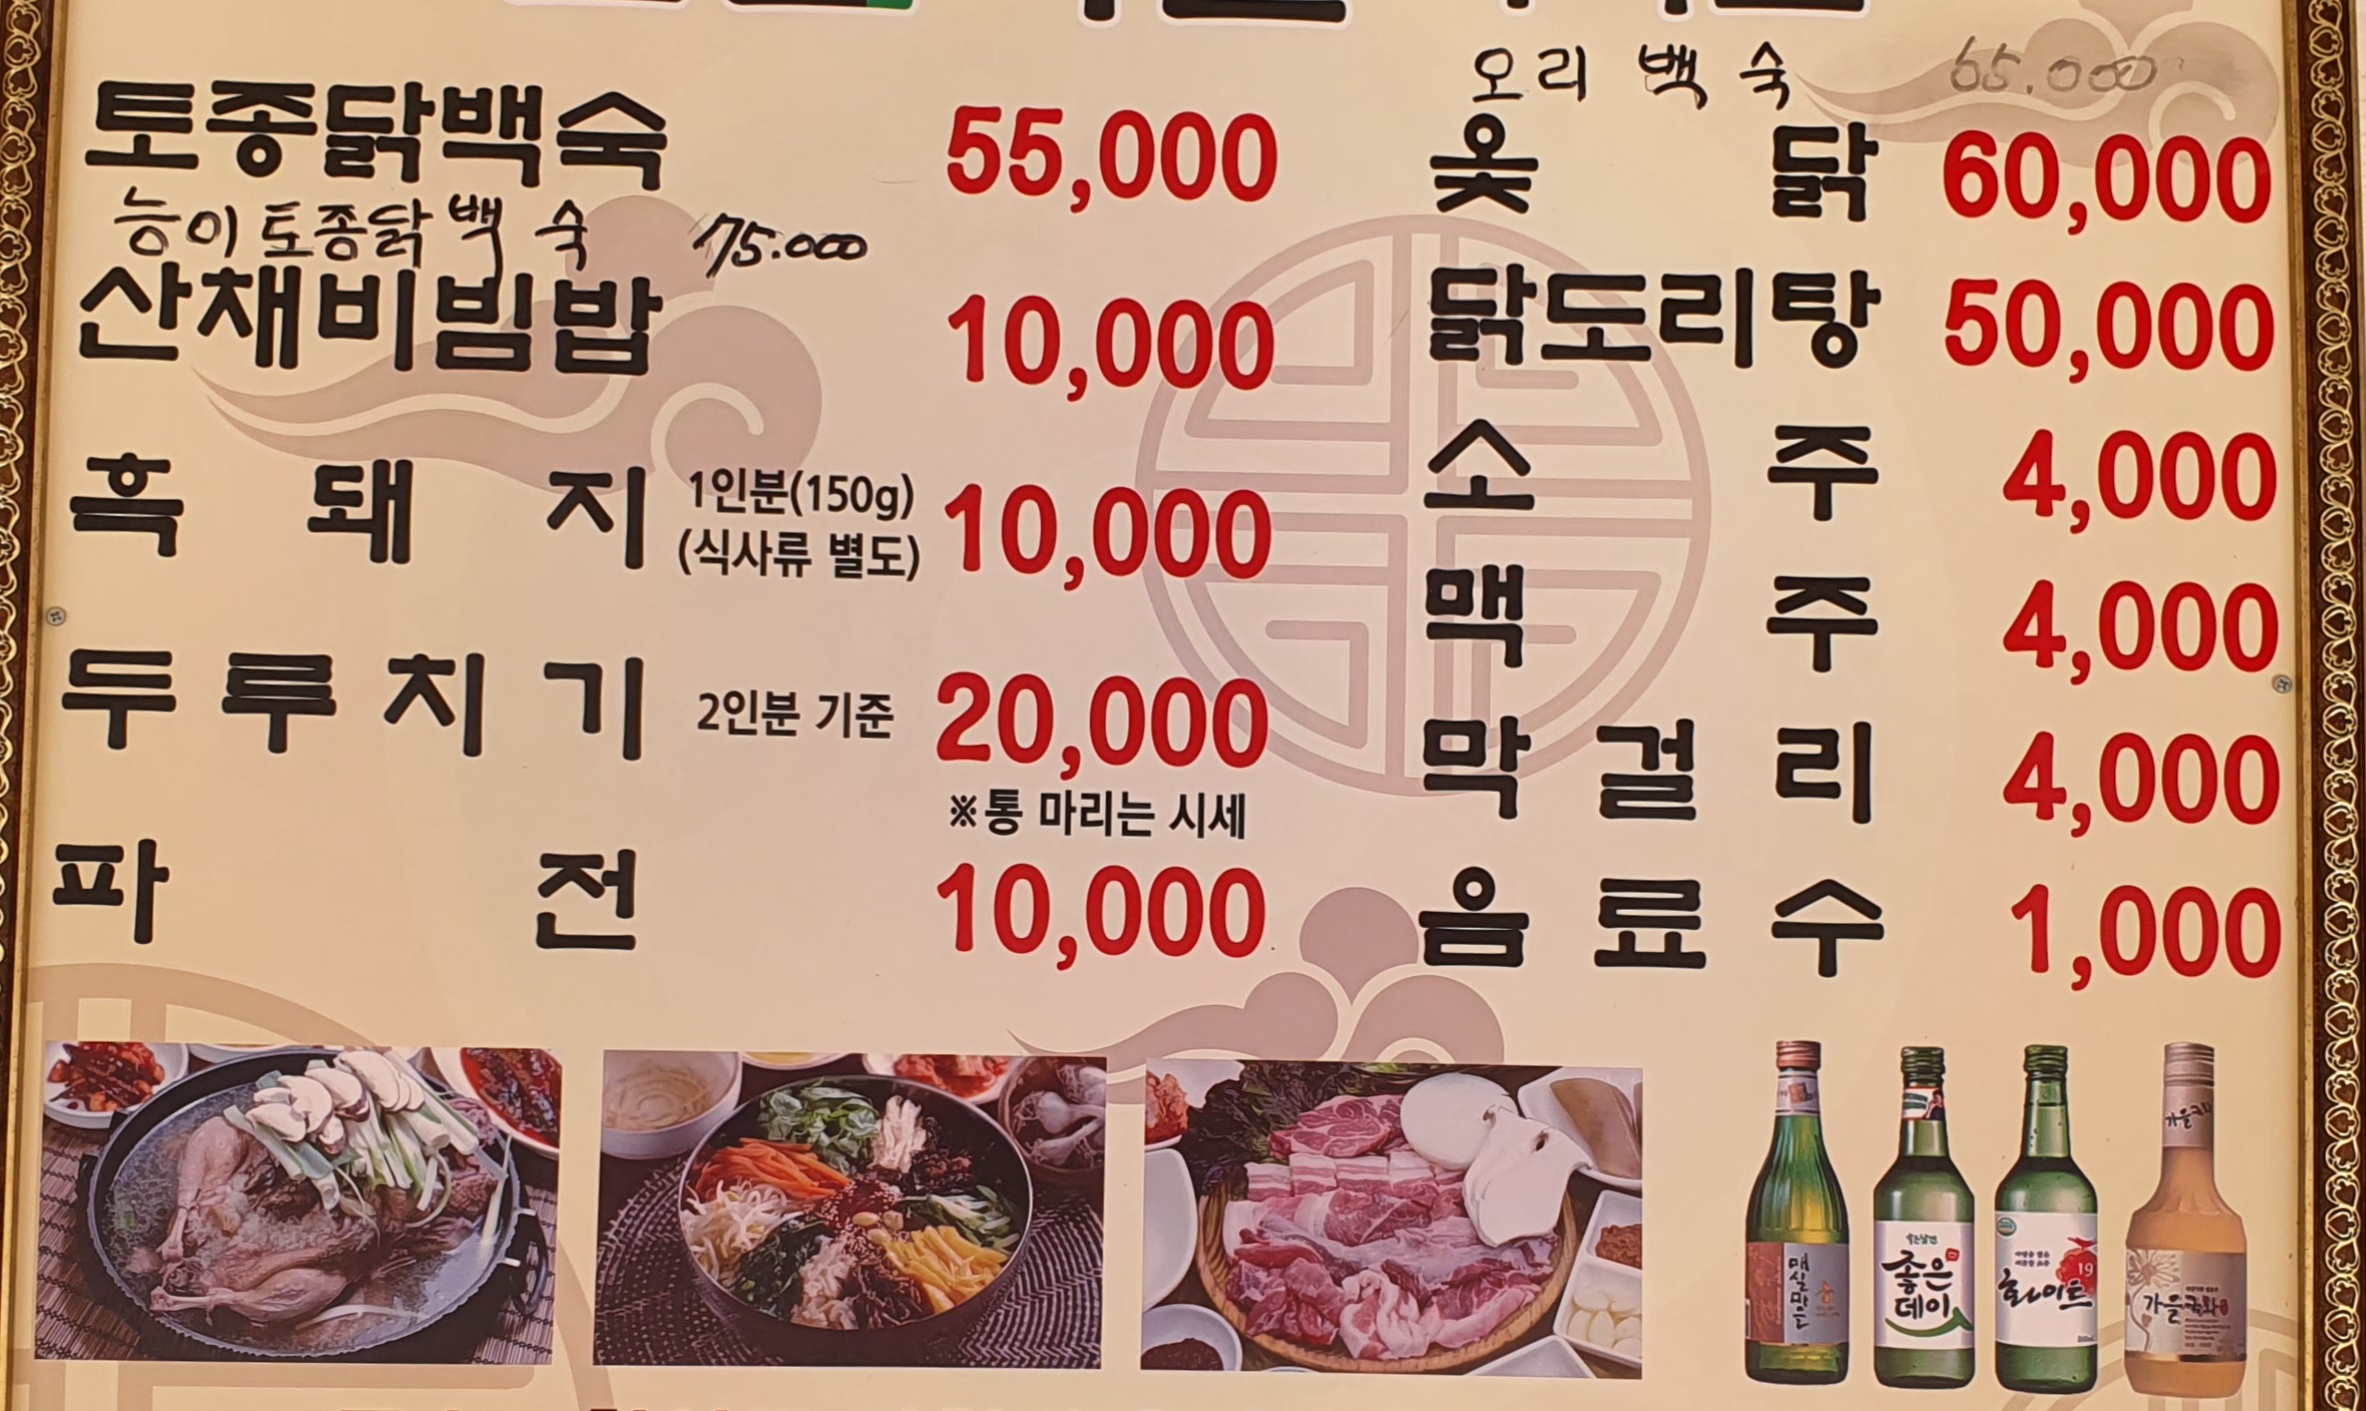 토종닭백숙 55,000
능이 토종닭 백숙 75.000
산채비빔밥 10,000
흑돼지 1인분(150g) (식사류 별도) 10,000
두루치기 2인분 기준 20,000
※통 마리는 시세
파전 10,000
오리 백숙 65.000
옻닭 60,000
닭도리탕 50,000
소주 4,000
맥주 4,000
막걸리 4,000
음료수 1,000
매실마을
좋은
데이
화이트
19
가을국화